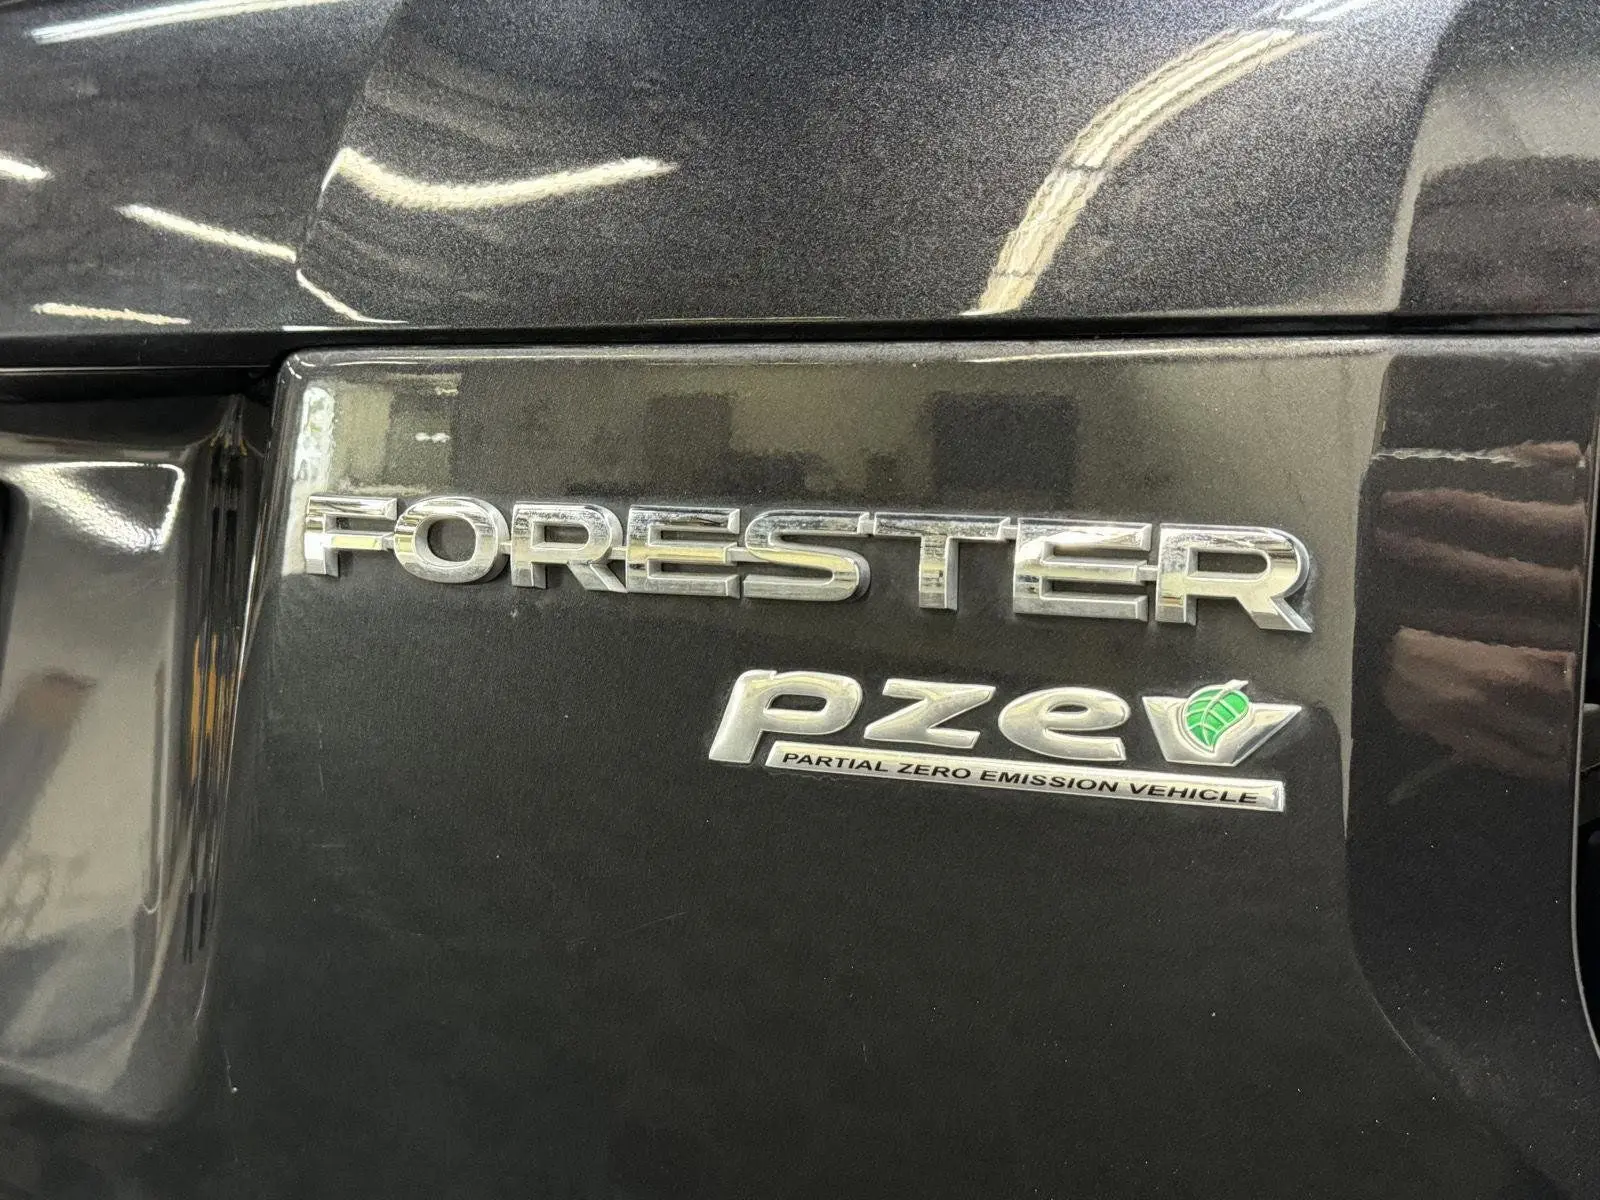 FORESTER
pzev
PARTIAL ZERO EMISSION VEHICLE